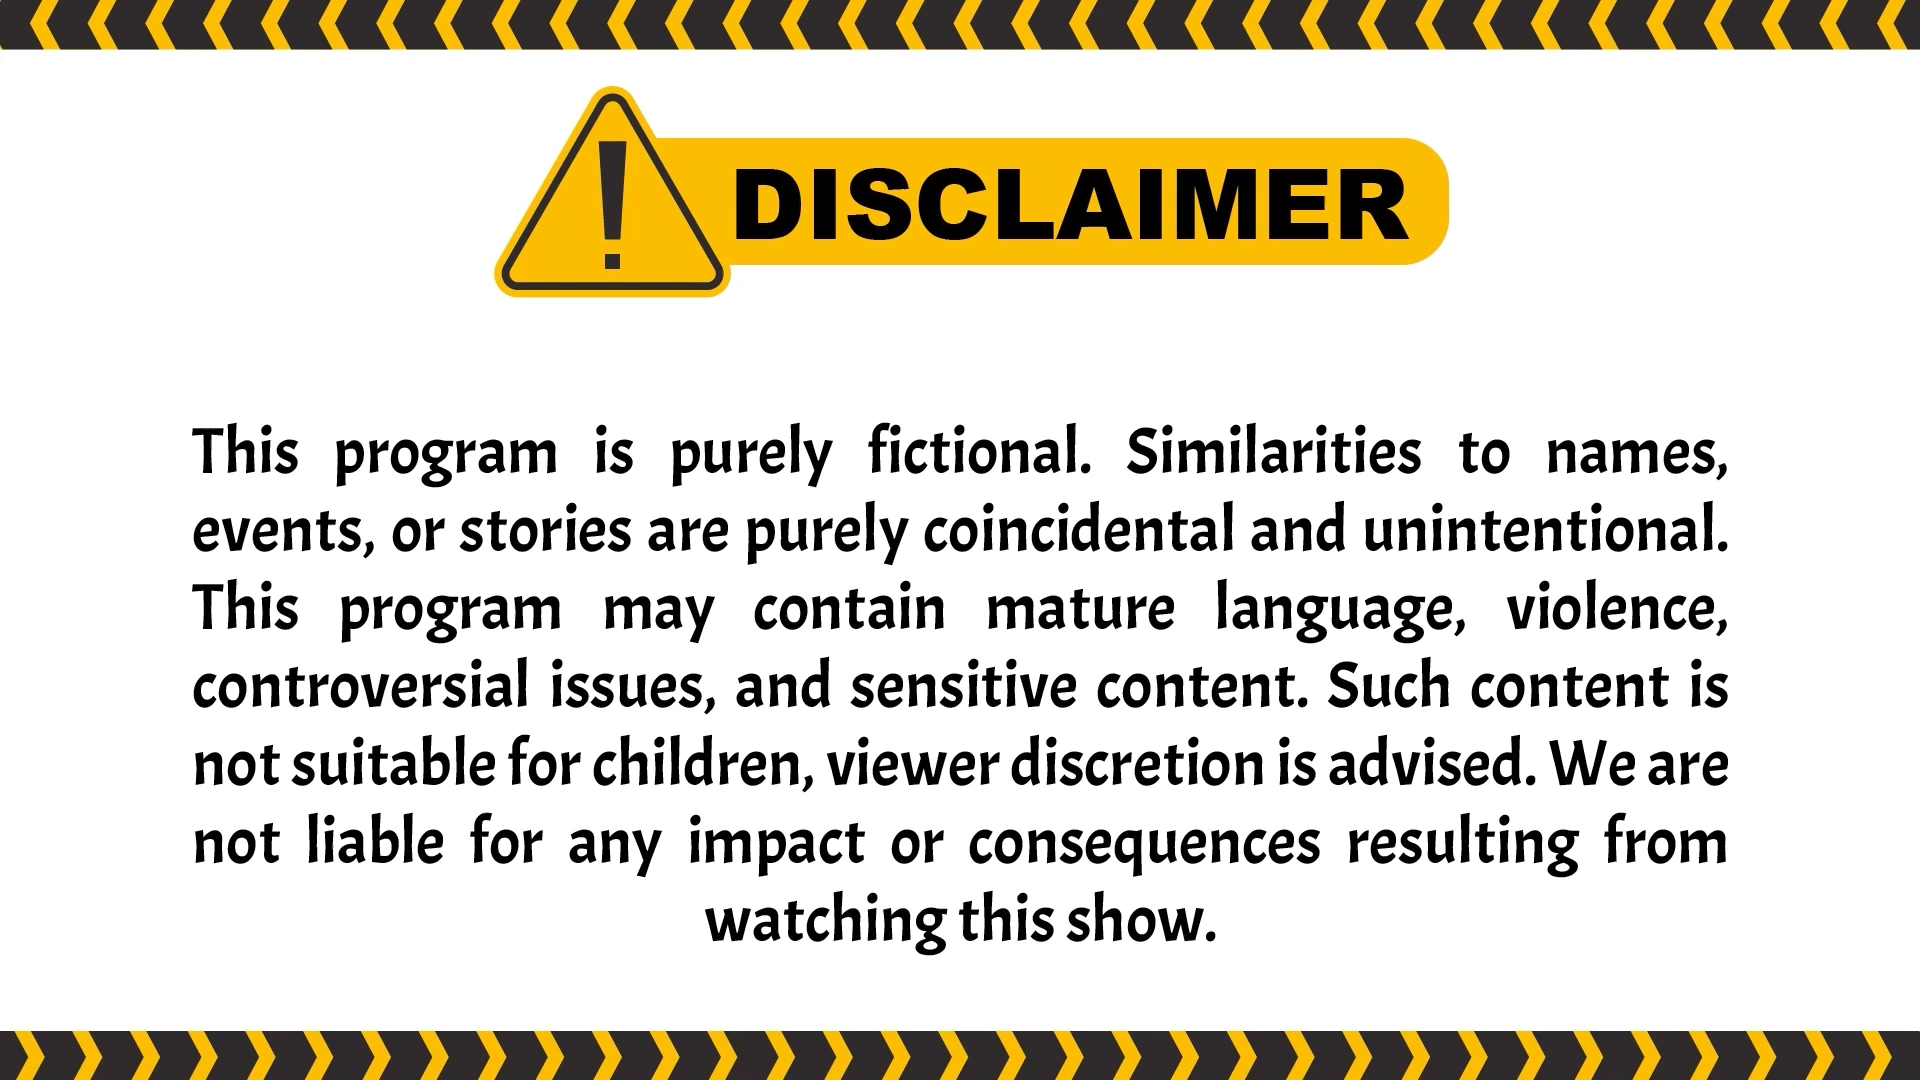 DISCLAIMER
This program is purely fictional. Similarities to names,
events, or stories are purely coincidental and unintentional.
This program may contain mature language, violence,
controversial issues, and sensitive content. Such content is
not suitable for children, viewer discretion is advised. We are
not liable for any impact or consequences resulting from
watching this show.